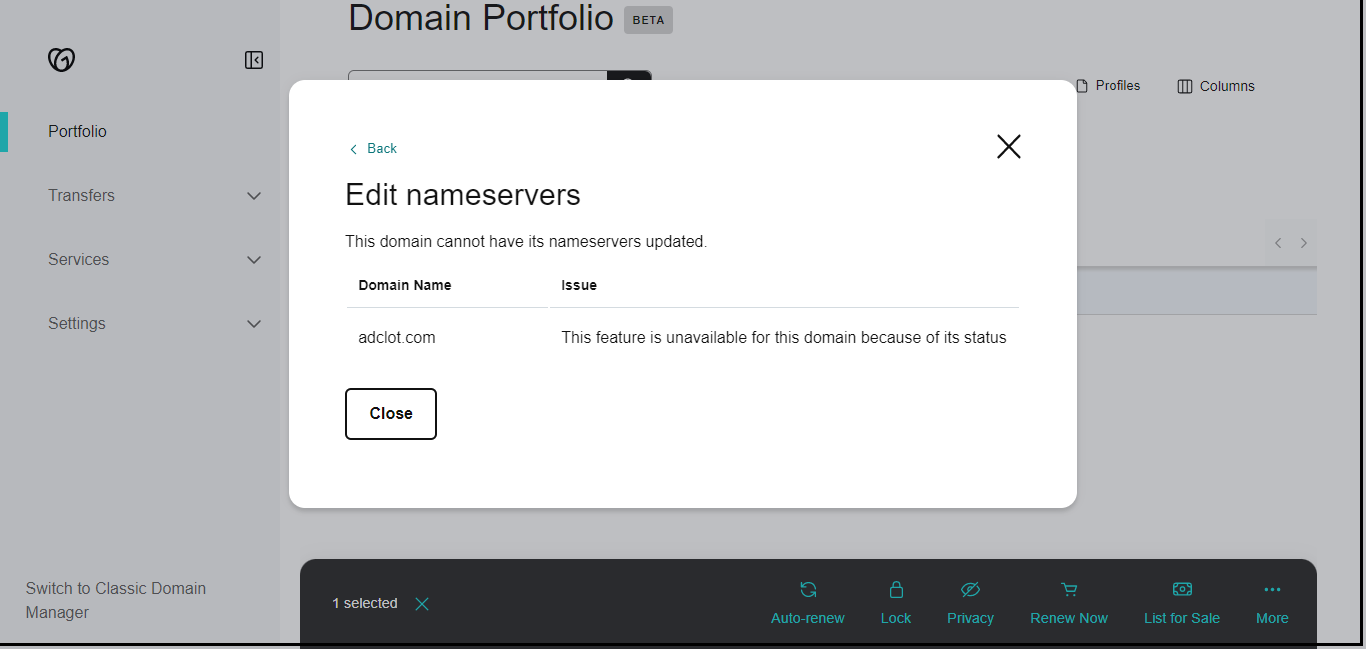 Domain Portfolio BETA
Profiles
Columns
Portfolio
Transfers
Services
Settings
Switch to Classic Domain
Manager
Back
Edit nameservers
This domain cannot have its nameservers updated.
Domain Name Issue
adclot.com This feature is unavailable for this domain because of its status
Close
1 selected
Auto-renew Lock Privacy Renew Now List for Sale More